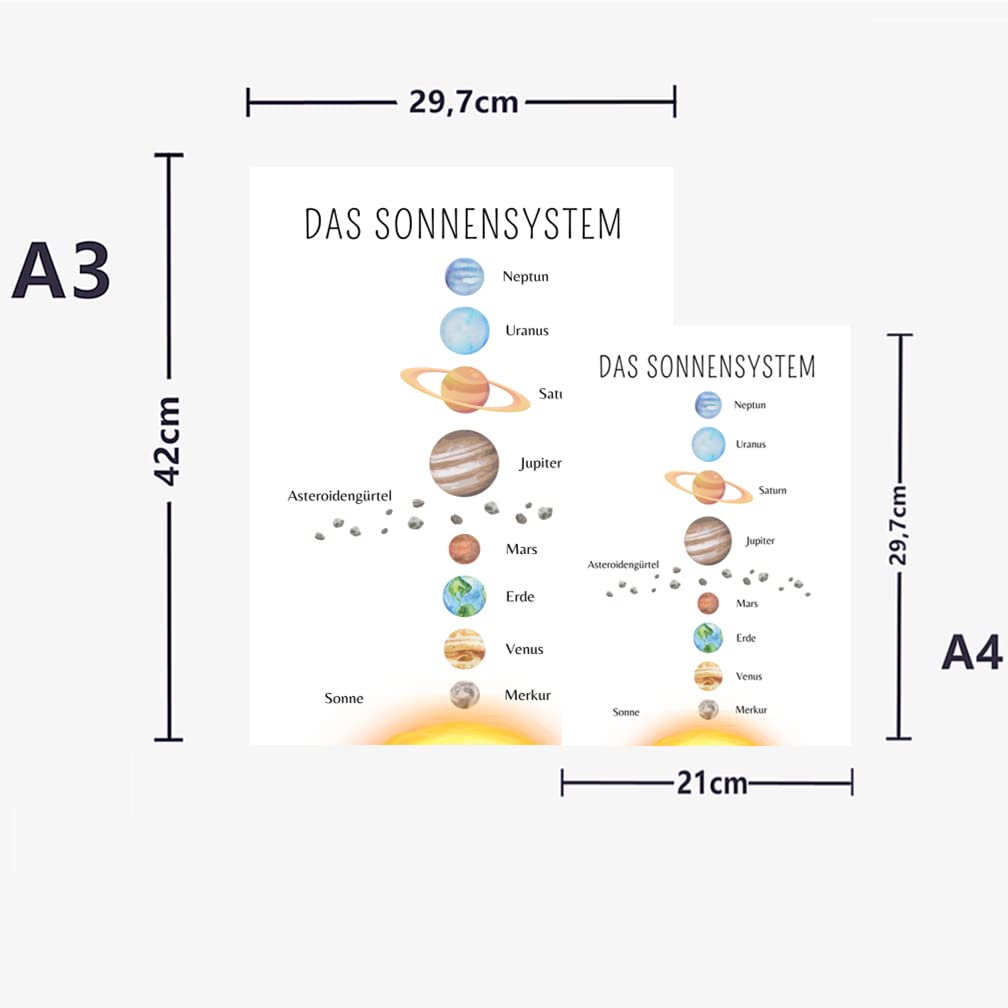 29,7cm
A3
42cm
DAS SONNENSYSTEM
Neptun
Uranus
Jupiter
Asteroidengürtel
Mars
Erde
Venus
Merkur
Sonne
DAS SONNENSYSTEM
Neptun
Uranus
Saturn
Jupiter
Asteroidengürtel
Mars
Erde
Venus
Merkur
Sonne
29,7cm
A4
21cm